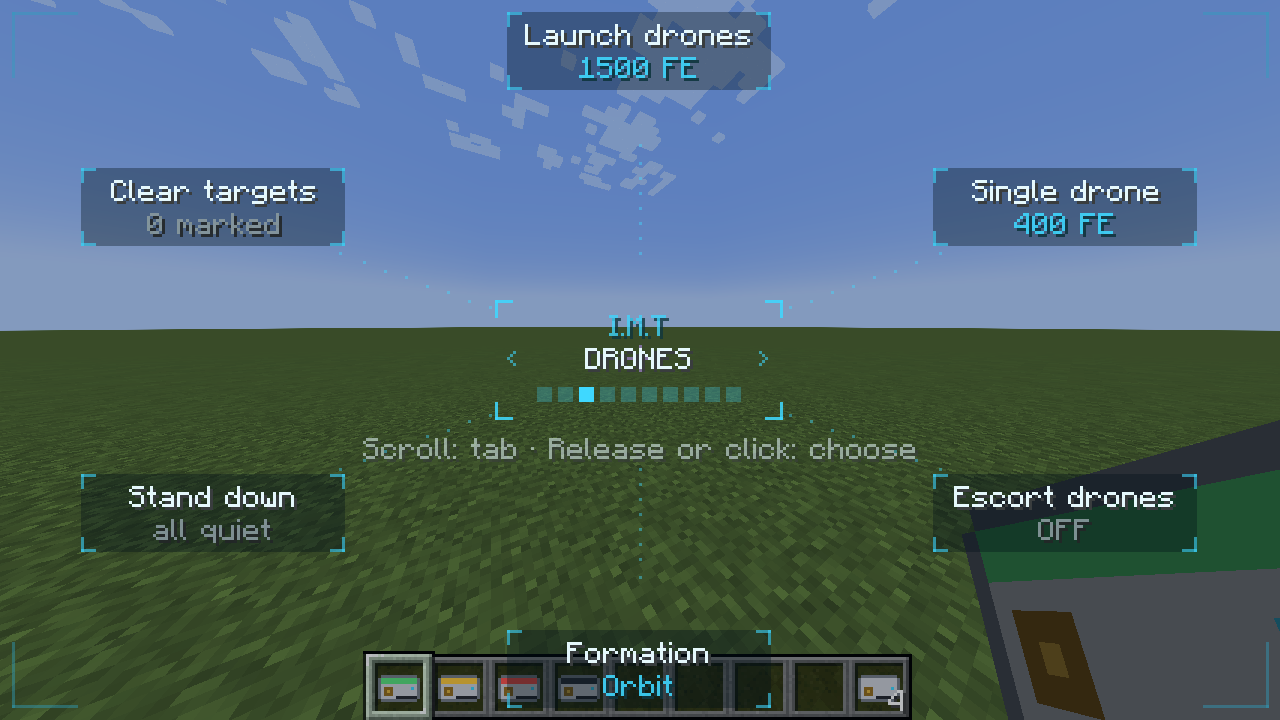 Launch drones
1500 FE
Clear targets
0 marked
Single drone
400 FE
I.M.T
< DRONES >
Scroll: tab · Release or click: choose
Stand down
all quiet
Escort drones
OFF
Formation
Orbit
4